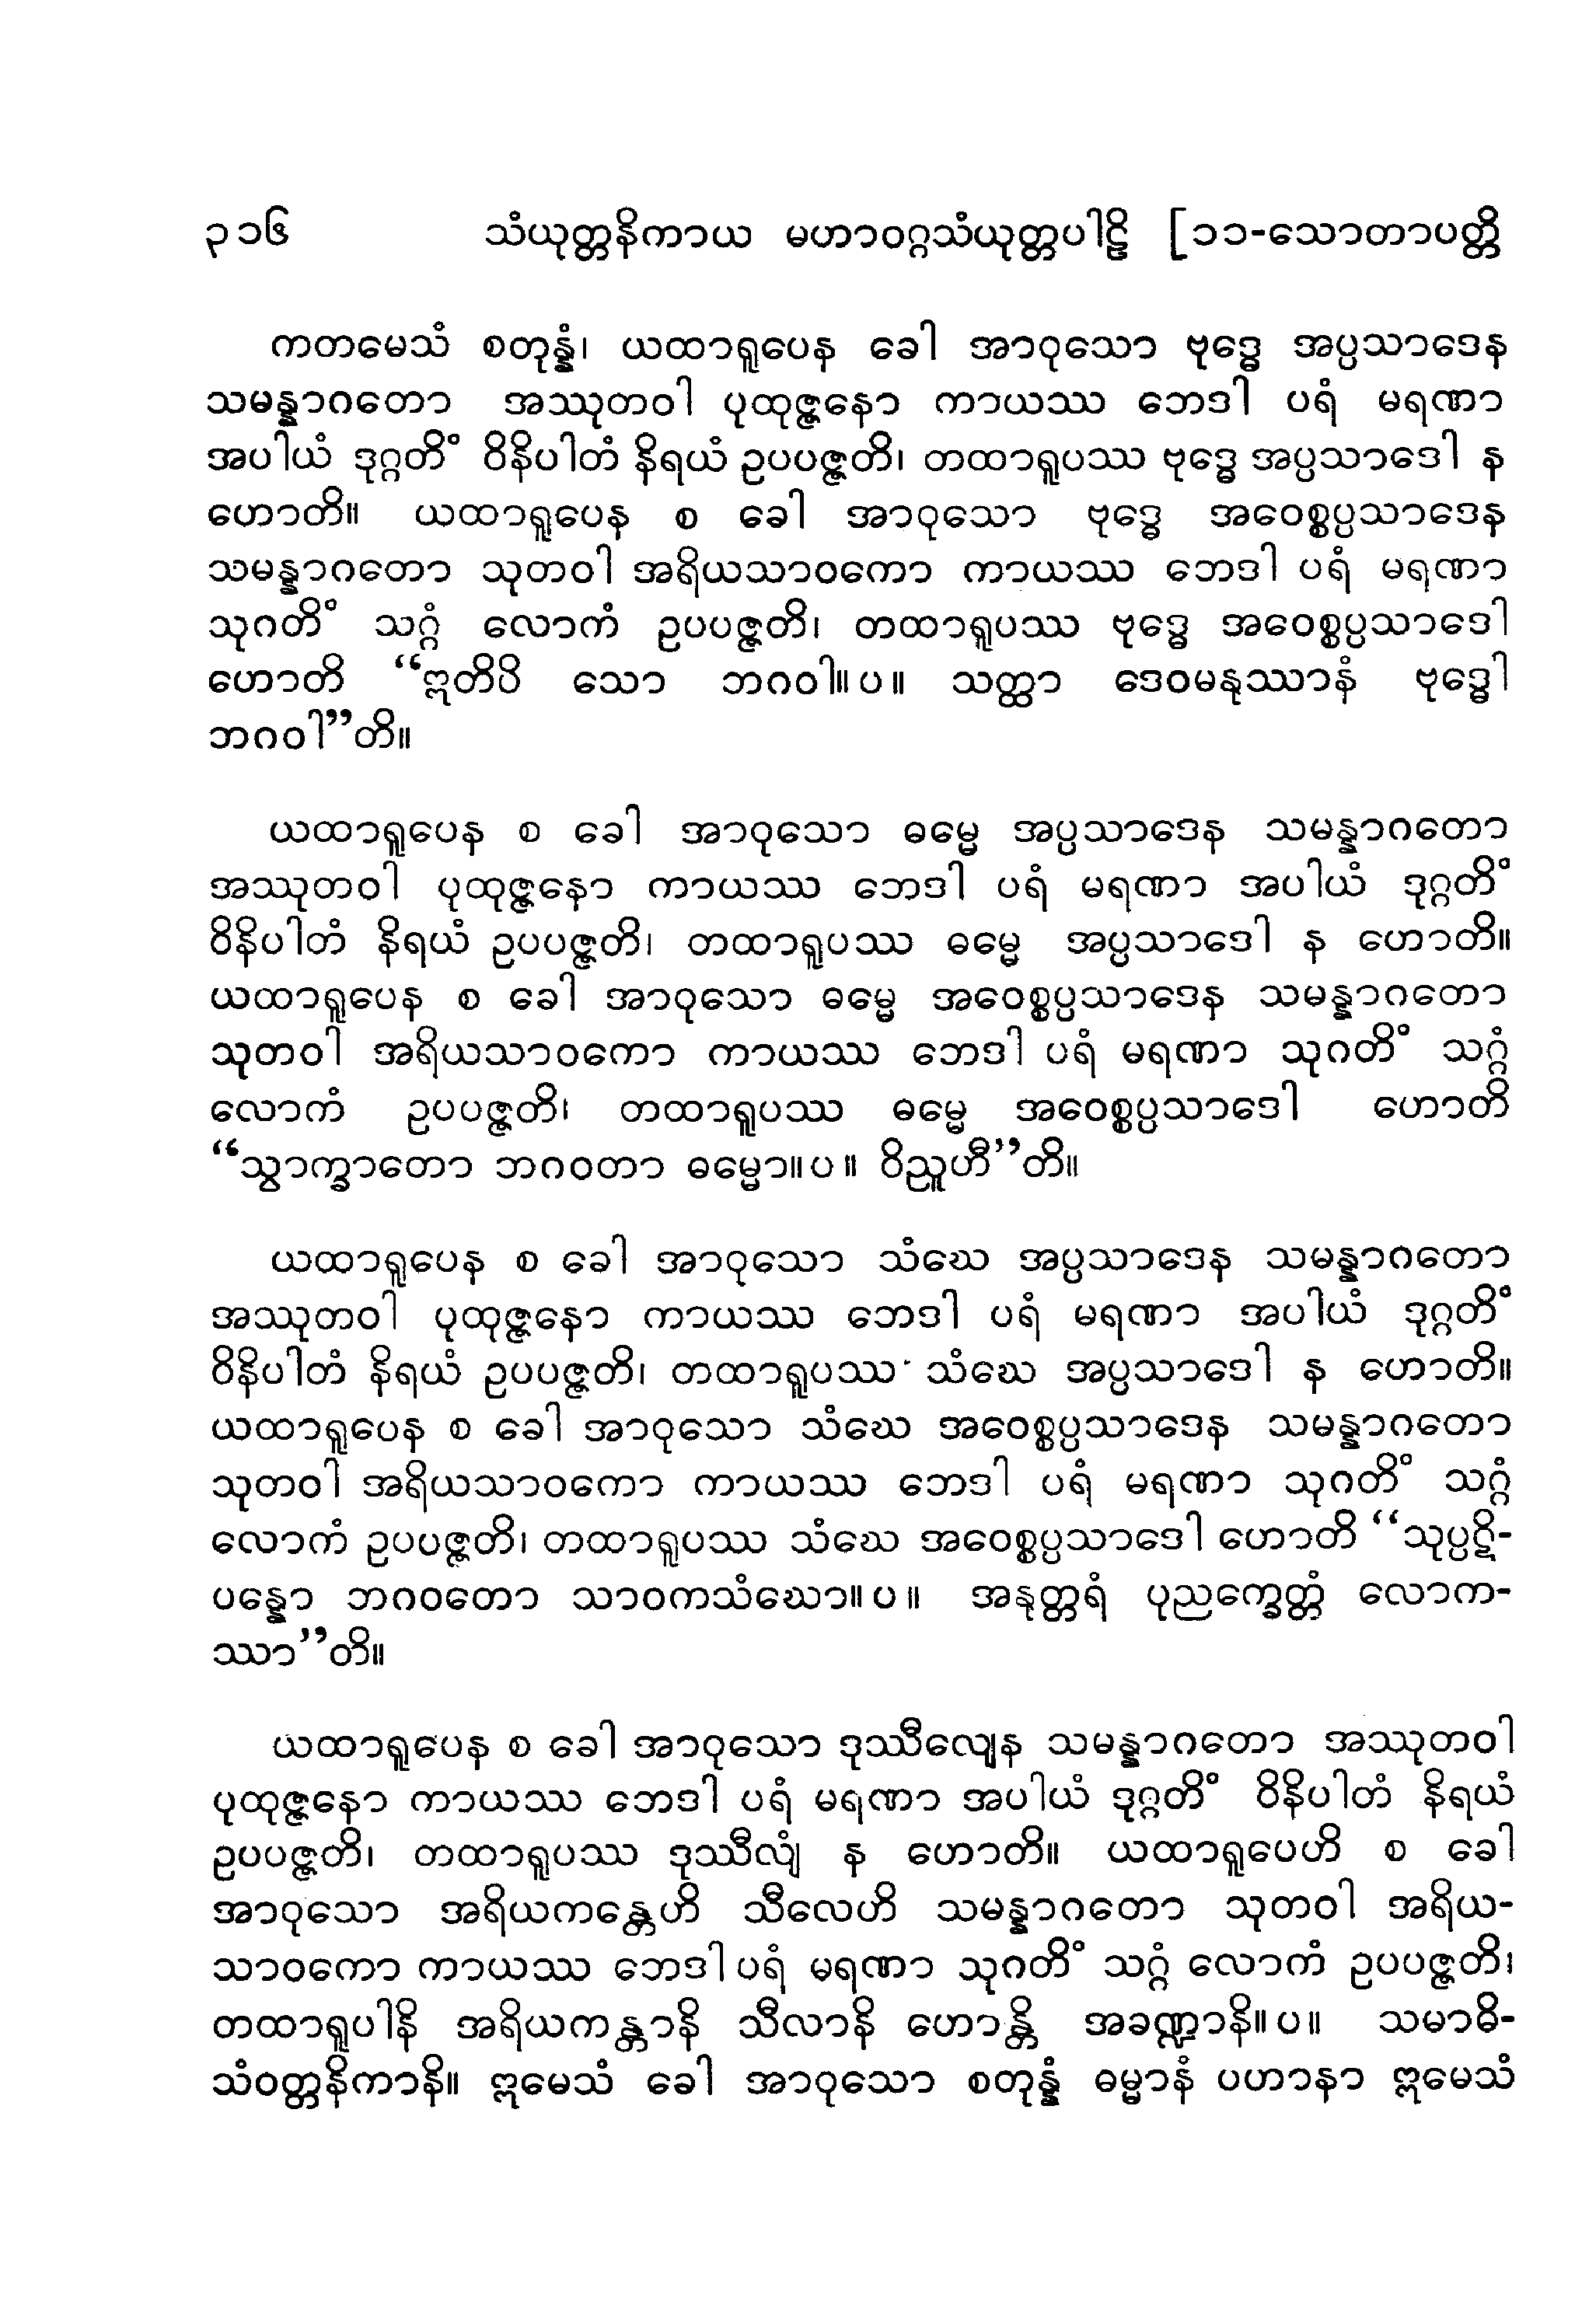 ၃၁၆ သံယုတ္တနိကာယ မဟာဝဂ္ဂသံယုတ္တပါဠိ [၁၁-သောတာပတ္တိ
ကတမေသံ စတုန္နံ၊ ယထာရူပေန ခေါ အာဝုသော ဗုဒ္ဓေ အပ္ပသာဒေန
သမန္နာဂတော အဿုတဝါ ပုထုဇ္ဇနော ကာယဿ ဘေဒါ ပရံ မရဏာ
အပါယံ ဒုဂ္ဂတိံ ဝိနိပါတံ နိရယံ ဥပပဇ္ဇတိ၊ တထာရူပဿ ဗုဒ္ဓေ အပ္ပသာဒေါ န
ဟောတိ။ ယထာရူပေန စ ခေါ အာဝုသော ဗုဒ္ဓေ အဝေစ္စပ္ပသာဒေန
သမန္နာဂတော သုတဝါ အရိယသာဝကော ကာယဿ ဘေဒါ ပရံ မရဏာ
သုဂတိံ သဂ္ဂံ လောကံ ဥပပဇ္ဇတိ၊ တထာရူပဿ ဗုဒ္ဓေ အဝေစ္စပ္ပသာဒေါ
ဟောတိ “ဣတိပိ သော ဘဂဝါ။ ပ။ သတ္ထာ ဒေဝမနုဿာနံ ဗုဒ္ဓေါ
ဘဂဝါ”တိ။
ယထာရူပေန စ ခေါ အာဝုသော ဓမ္မေ အပ္ပသာဒေန သမန္နာဂတော
အဿုတဝါ ပုထုဇ္ဇနော ကာယဿ ဘေဒါ ပရံ မရဏာ အပါယံ ဒုဂ္ဂတိံ
ဝိနိပါတံ နိရယံ ဥပပဇ္ဇတိ၊ တထာရူပဿ ဓမ္မေ အပ္ပသာဒေါ န ဟောတိ။
ယထာရူပေန စ ခေါ အာဝုသော ဓမ္မေ အဝေစ္စပ္ပသာဒေန သမန္နာဂတော
သုတဝါ အရိယသာဝကော ကာယဿ ဘေဒါ ပရံ မရဏာ သုဂတိံ သဂ္ဂံ
လောကံ ဥပပဇ္ဇတိ၊ တထာရူပဿ ဓမ္မေ အဝေစ္စပ္ပသာဒေါ ဟောတိ
“သွာက္ခာတော ဘဂဝတာ ဓမ္မော။ ပ။ ဝိညူဟီ”တိ။
ယထာရူပေန စ ခေါ အာဝုသော သံဃေ အပ္ပသာဒေန သမန္နာဂတော
အဿုတဝါ ပုထုဇ္ဇနော ကာယဿ ဘေဒါ ပရံ မရဏာ အပါယံ ဒုဂ္ဂတိံ
ဝိနိပါတံ နိရယံ ဥပပဇ္ဇတိ၊ တထာရူပဿ သံဃေ အပ္ပသာဒေါ န ဟောတိ။
ယထာရူပေန စ ခေါ အာဝုသော သံဃေ အဝေစ္စပ္ပသာဒေန သမန္နာဂတော
သုတဝါ အရိယသာဝကော ကာယဿ ဘေဒါ ပရံ မရဏာ သုဂတိံ သဂ္ဂံ
လောကံ ဥပပဇ္ဇတိ၊ တထာရူပဿ သံဃေ အဝေစ္စပ္ပသာဒေါ ဟောတိ “သုပ္ပဋိ-
ပန္နော ဘဂဝတော သာဝကသံဃော။ ပ။ အနုတ္တရံ ပုညက္ခေတ္တံ လောက-
ဿာ”တိ။
ယထာရူပေန စ ခေါ အာဝုသော ဒုဿီလျေန သမန္နာဂတော အဿုတဝါ
ပုထုဇ္ဇနော ကာယဿ ဘေဒါ ပရံ မရဏာ အပါယံ ဒုဂ္ဂတိံ ဝိနိပါတံ နိရယံ
ဥပပဇ္ဇတိ၊ တထာရူပဿ ဒုဿီလျံ န ဟောတိ။ ယထာရူပေဟိ စ ခေါ
အာဝုသော အရိယကန္တေဟိ သီလေဟိ သမန္နာဂတော သုတဝါ အရိယ-
သာဝကော ကာယဿ ဘေဒါ ပရံ မရဏာ သုဂတိံ သဂ္ဂံ လောကံ ဥပပဇ္ဇတိ၊
တထာရူပါနိ အရိယကန္တာနိ သီလာနိ ဟောန္တိ အခဏ္ဍာနိ။ ပ။ သမာဓိ-
သံဝတ္တနိကာနိ။ ဣမေသံ ခေါ အာဝုသော စတုန္နံ ဓမ္မာနံ ပဟာနာ ဣမေသံ